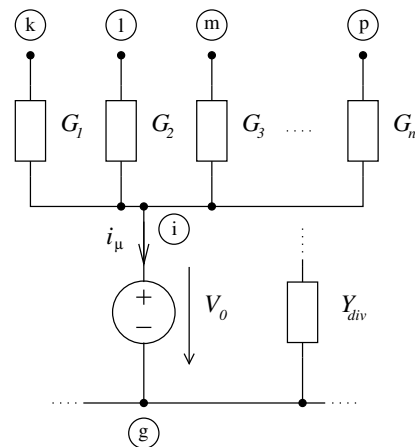 k l m p
G1 G2 G3 .... Gn
iμ i
+
− V0 Ydiv
.... ....
g